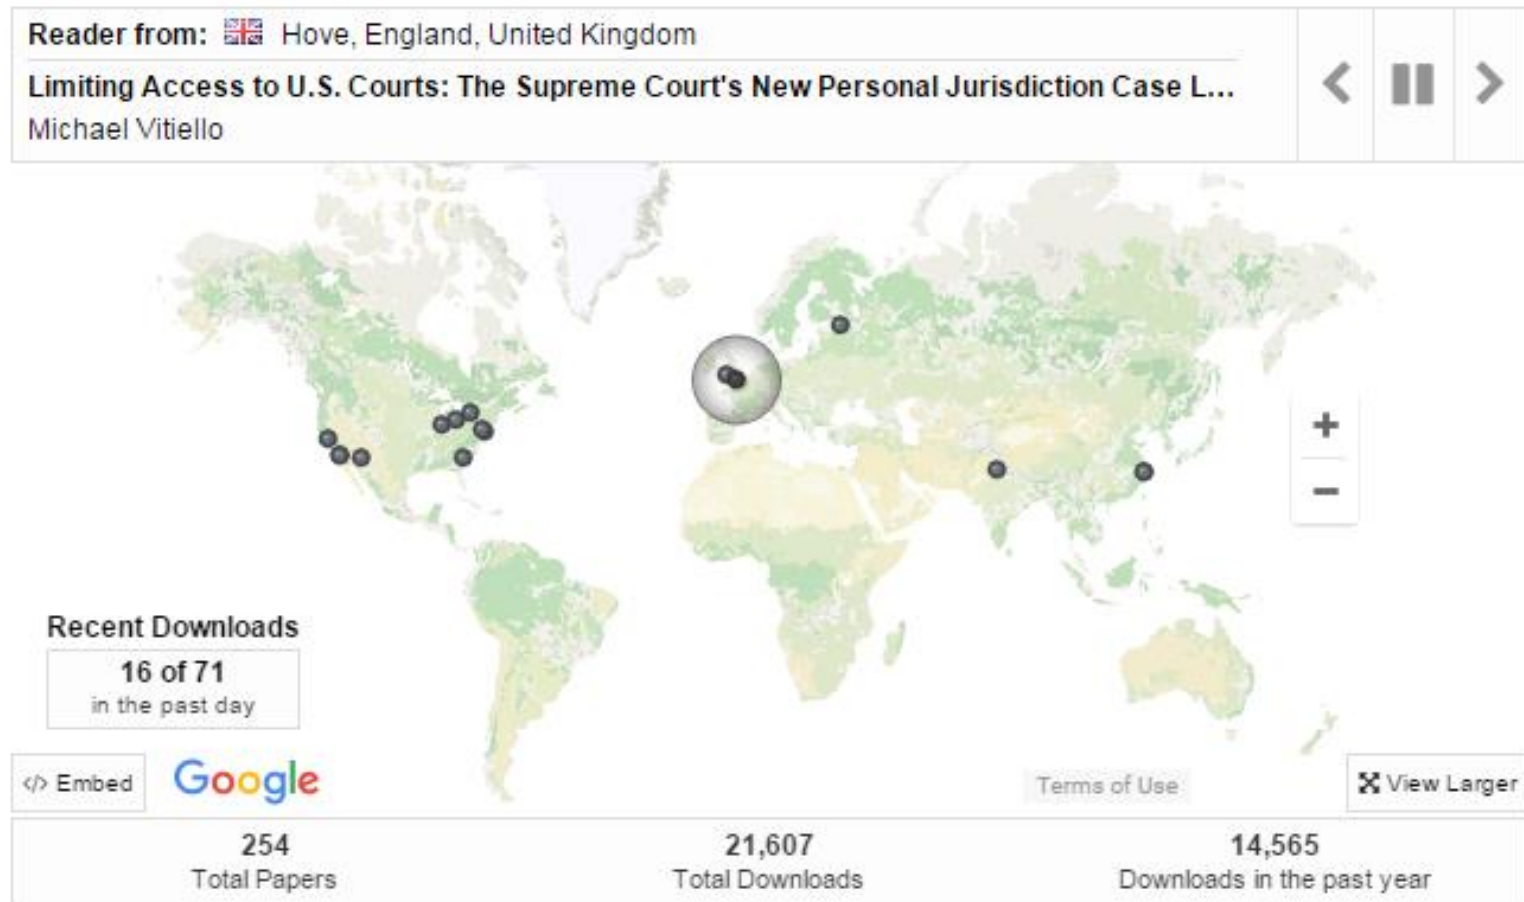 Reader from: Hove, England, United Kingdom
Limiting Access to U.S. Courts: The Supreme Court's New Personal Jurisdiction Case L...
Michael Vitiello
Recent Downloads
16 of 71
in the past day
</> Embed
Google
Terms of Use
View Larger
254
Total Papers
21,607
Total Downloads
14,565
Downloads in the past year